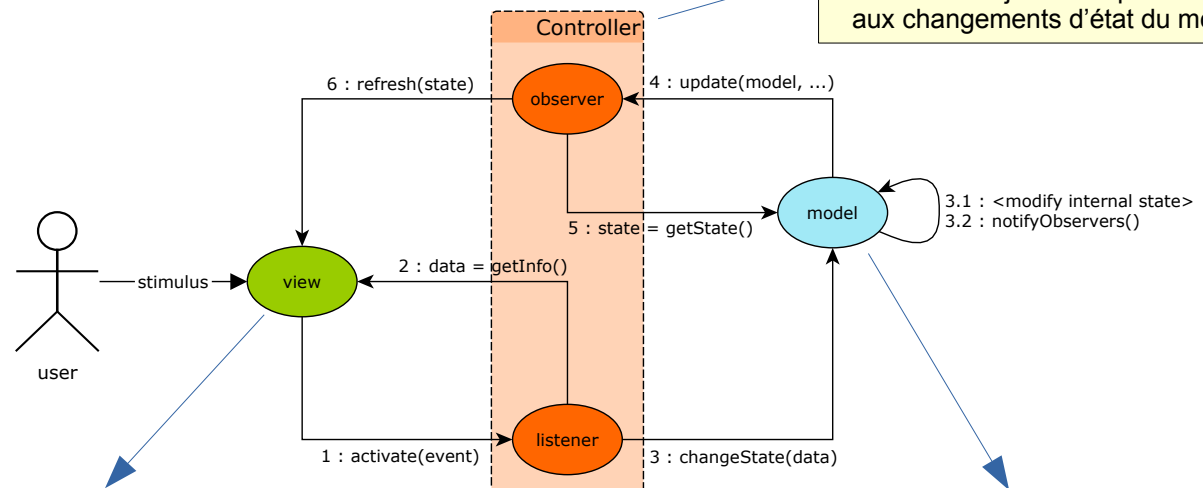 aux changements d'état du
Controller
6 : refresh(state)
observer
4 : update(model, ...)
model
3.1 : <modify internal state>
3.2 : notifyObservers()
5 : state = getState()
2 : data = getInfo()
stimulus
view
user
listener
1 : activate(event)
3 : changeState(data)